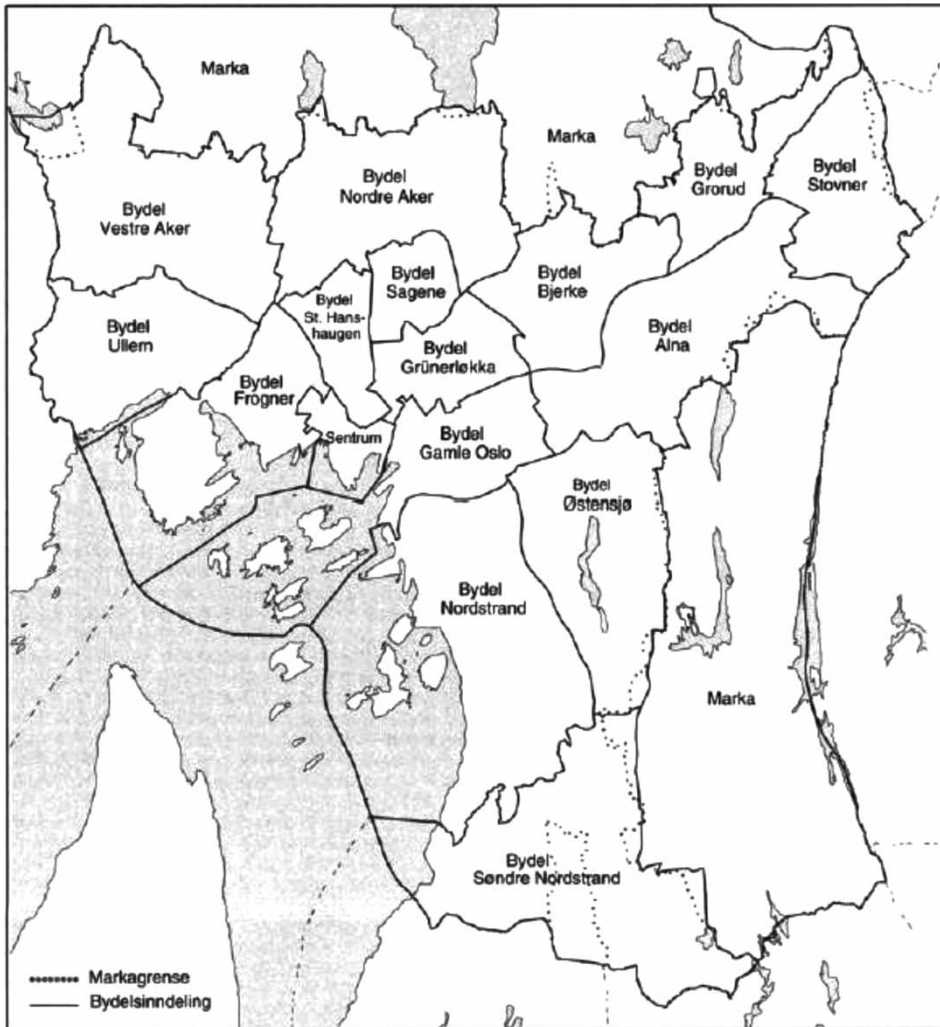 Marka
Marka
Bydel
Grorud
Bydel
Stovner
Bydel
Nordre Aker
Bydel
Vestre Aker
Bydel
Sagene
Bydel
Bjerke
Bydel
St. Hans-
haugen
Bydel
Ullern
Bydel
Alna
Bydel
Grünerløkka
Bydel
Frogner
Sentrum
Bydel
Gamle Oslo
Bydel
Østensjø
Bydel
Nordstrand
Marka
Bydel
Søndre Nordstrand
Markagrense
Bydelsinndeling